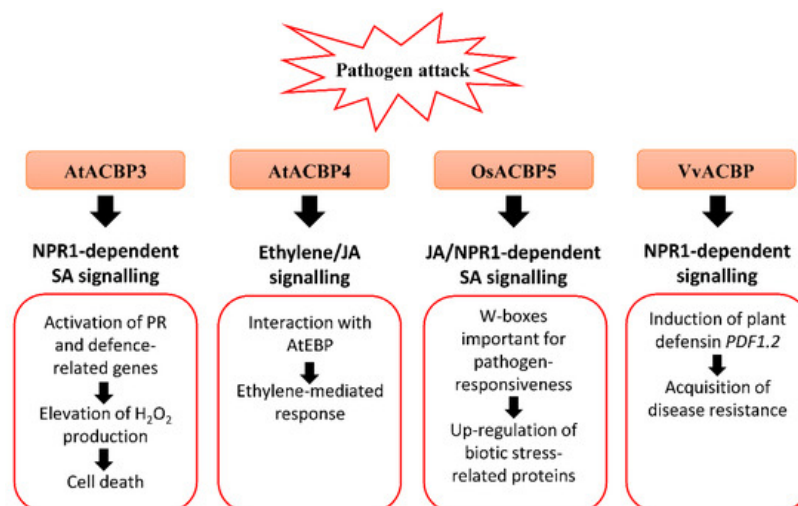 Pathogen attack
AtACBP3
NPR1-dependent
SA signalling
Activation of PR
and defence-
related genes
Elevation of H₂O₂
production
Cell death
AtACBP4
Ethylene/JA
signalling
Interaction with
AtEBP
Ethylene-mediated
response
OsACBP5
JA/NPR1-dependent
SA signalling
W-boxes
important for
pathogen-
responsiveness
Up-regulation of
biotic stress-
related proteins
VvACBP
NPR1-dependent
signalling
Induction of plant
defensin PDF1.2
Acquisition of
disease resistance